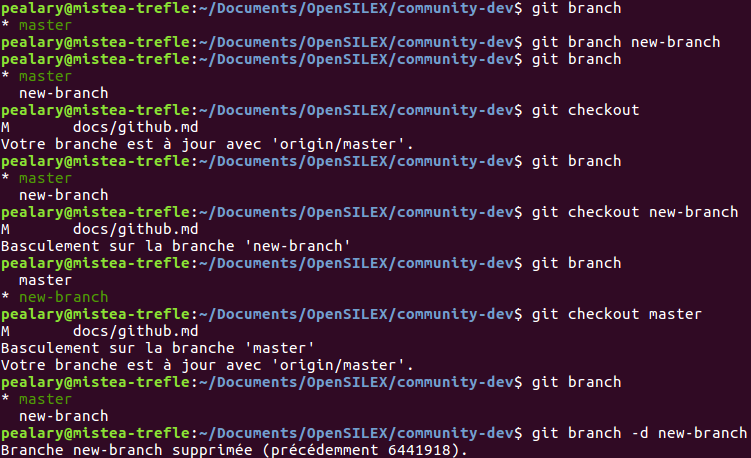 pealary@mistea-trefle:~/Documents/OpenSILEX/community-dev$ git branch
* master
pealary@mistea-trefle:~/Documents/OpenSILEX/community-dev$ git branch new-branch
pealary@mistea-trefle:~/Documents/OpenSILEX/community-dev$ git branch
* master
  new-branch
pealary@mistea-trefle:~/Documents/OpenSILEX/community-dev$ git checkout
M       docs/github.md
Votre branche est à jour avec 'origin/master'.
pealary@mistea-trefle:~/Documents/OpenSILEX/community-dev$ git branch
* master
  new-branch
pealary@mistea-trefle:~/Documents/OpenSILEX/community-dev$ git checkout new-branch
M       docs/github.md
Basculement sur la branche 'new-branch'
pealary@mistea-trefle:~/Documents/OpenSILEX/community-dev$ git branch
  master
* new-branch
pealary@mistea-trefle:~/Documents/OpenSILEX/community-dev$ git checkout master
M       docs/github.md
Basculement sur la branche 'master'
Votre branche est à jour avec 'origin/master'.
pealary@mistea-trefle:~/Documents/OpenSILEX/community-dev$ git branch
* master
  new-branch
pealary@mistea-trefle:~/Documents/OpenSILEX/community-dev$ git branch -d new-branch
Branche new-branch supprimée (précédemment 6441918).